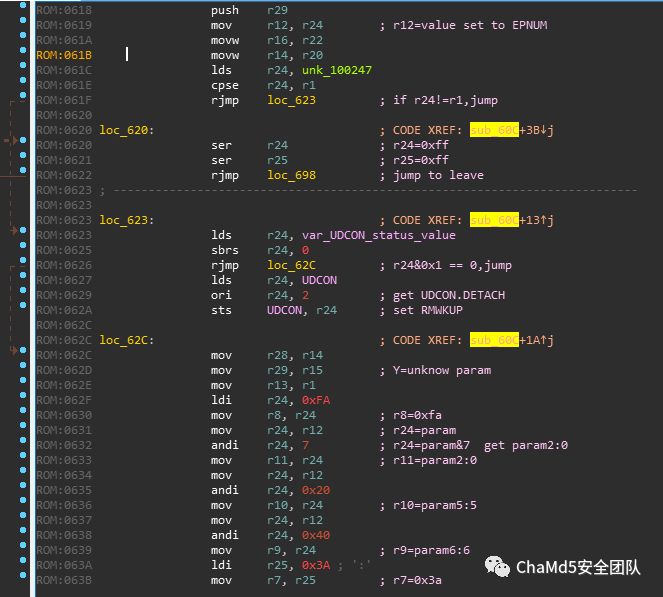 ROM:0618 push r29
ROM:0619 mov r12, r24 ; r12=value set to EPNUM
ROM:061A movw r16, r22
ROM:061B movw r14, r20
ROM:061C lds r24, unk_100247
ROM:061E cpse r24, r1
ROM:061F rjmp loc_623 ; if r24!=r1,jump
ROM:0620
ROM:0620 loc_620: ; CODE XREF: sub_60C+3B↓j
ROM:0620 ser r24 ; r24=0xff
ROM:0621 ser r25 ; r25=0xff
ROM:0622 rjmp loc_698 ; jump to leave
ROM:0623 ; ---------------------------------------------------------------------------
ROM:0623
ROM:0623 loc_623: ; CODE XREF: sub_60C+13↑j
ROM:0623 lds r24, var_UDCON_status_value
ROM:0625 sbrs r24, 0
ROM:0626 rjmp loc_62C ; r24&0x1 == 0,jump
ROM:0627 lds r24, UDCON
ROM:0629 ori r24, 2 ; get UDCON.DETACH
ROM:062A sts UDCON, r24 ; set RMWKUP
ROM:062C
ROM:062C loc_62C: ; CODE XREF: sub_60C+1A↑j
ROM:062C mov r28, r14
ROM:062D mov r29, r15 ; Y=unknow param
ROM:062E mov r13, r1
ROM:062F ldi r24, 0xFA
ROM:0630 mov r8, r24 ; r8=0xfa
ROM:0631 mov r24, r12 ; r24=param
ROM:0632 andi r24, 7 ; r24=param&7 get param2:0
ROM:0633 mov r11, r24 ; r11=param2:0
ROM:0634 mov r24, r12
ROM:0635 andi r24, 0x20
ROM:0636 mov r10, r24 ; r10=param5:5
ROM:0637 mov r24, r12
ROM:0638 andi r24, 0x40
ROM:0639 mov r9, r24 ; r9=param6:6
ROM:063A ldi r25, 0x3A ; ':'
ROM:063B mov r7, r25 ; r7=0x3a
ChaMd5安全团队